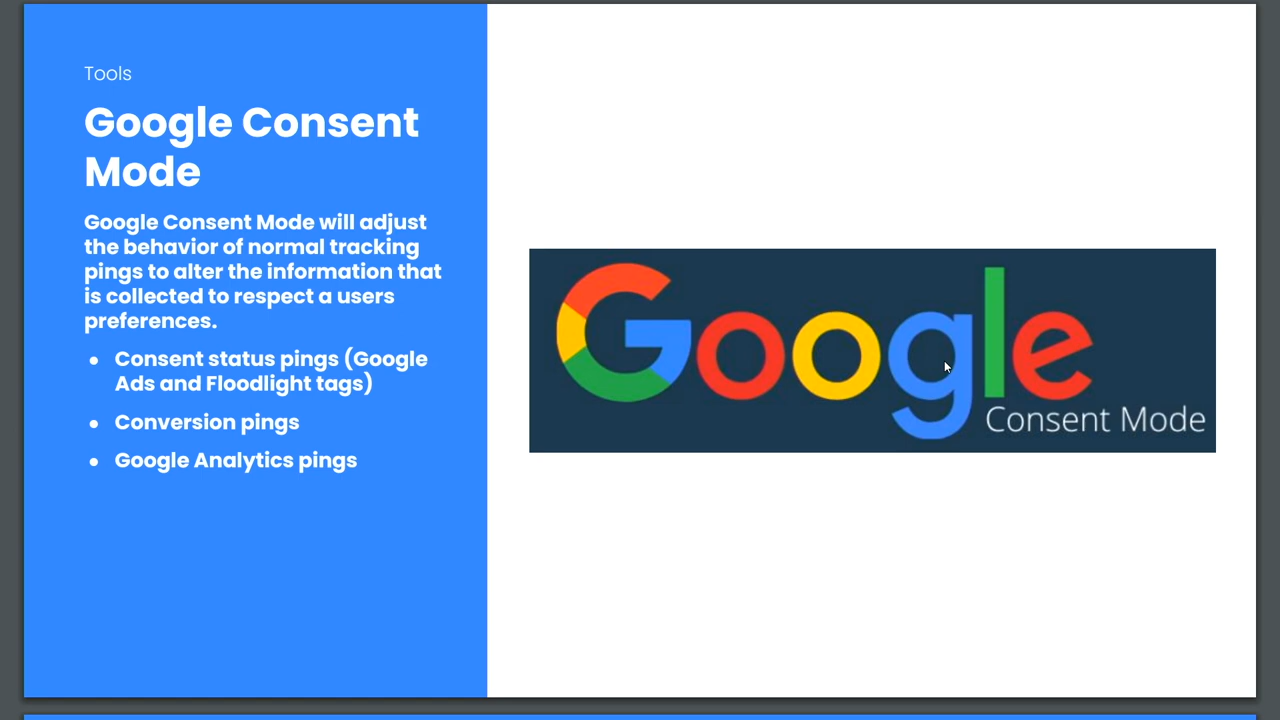 Tools
Google Consent
Mode
Google Consent Mode will adjust
the behavior of normal tracking
pings to alter the information that
is collected to respect a users
preferences.
● Consent status pings (Google
Ads and Floodlight tags)
● Conversion pings
● Google Analytics pings
Google
Consent Mode